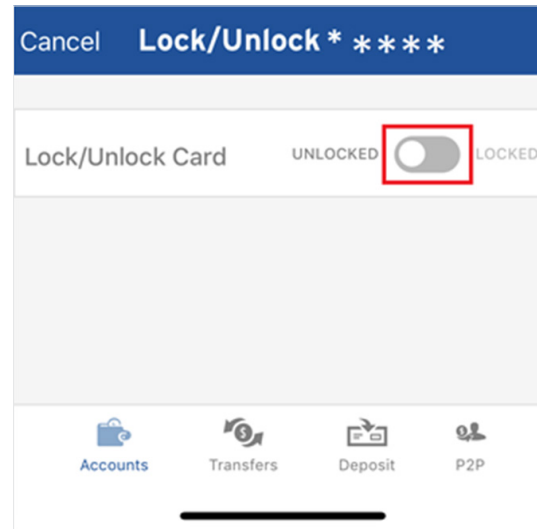 Cancel Lock/Unlock * ****
Lock/Unlock Card UNLOCKED LOCKED
Accounts Transfers Deposit P2P